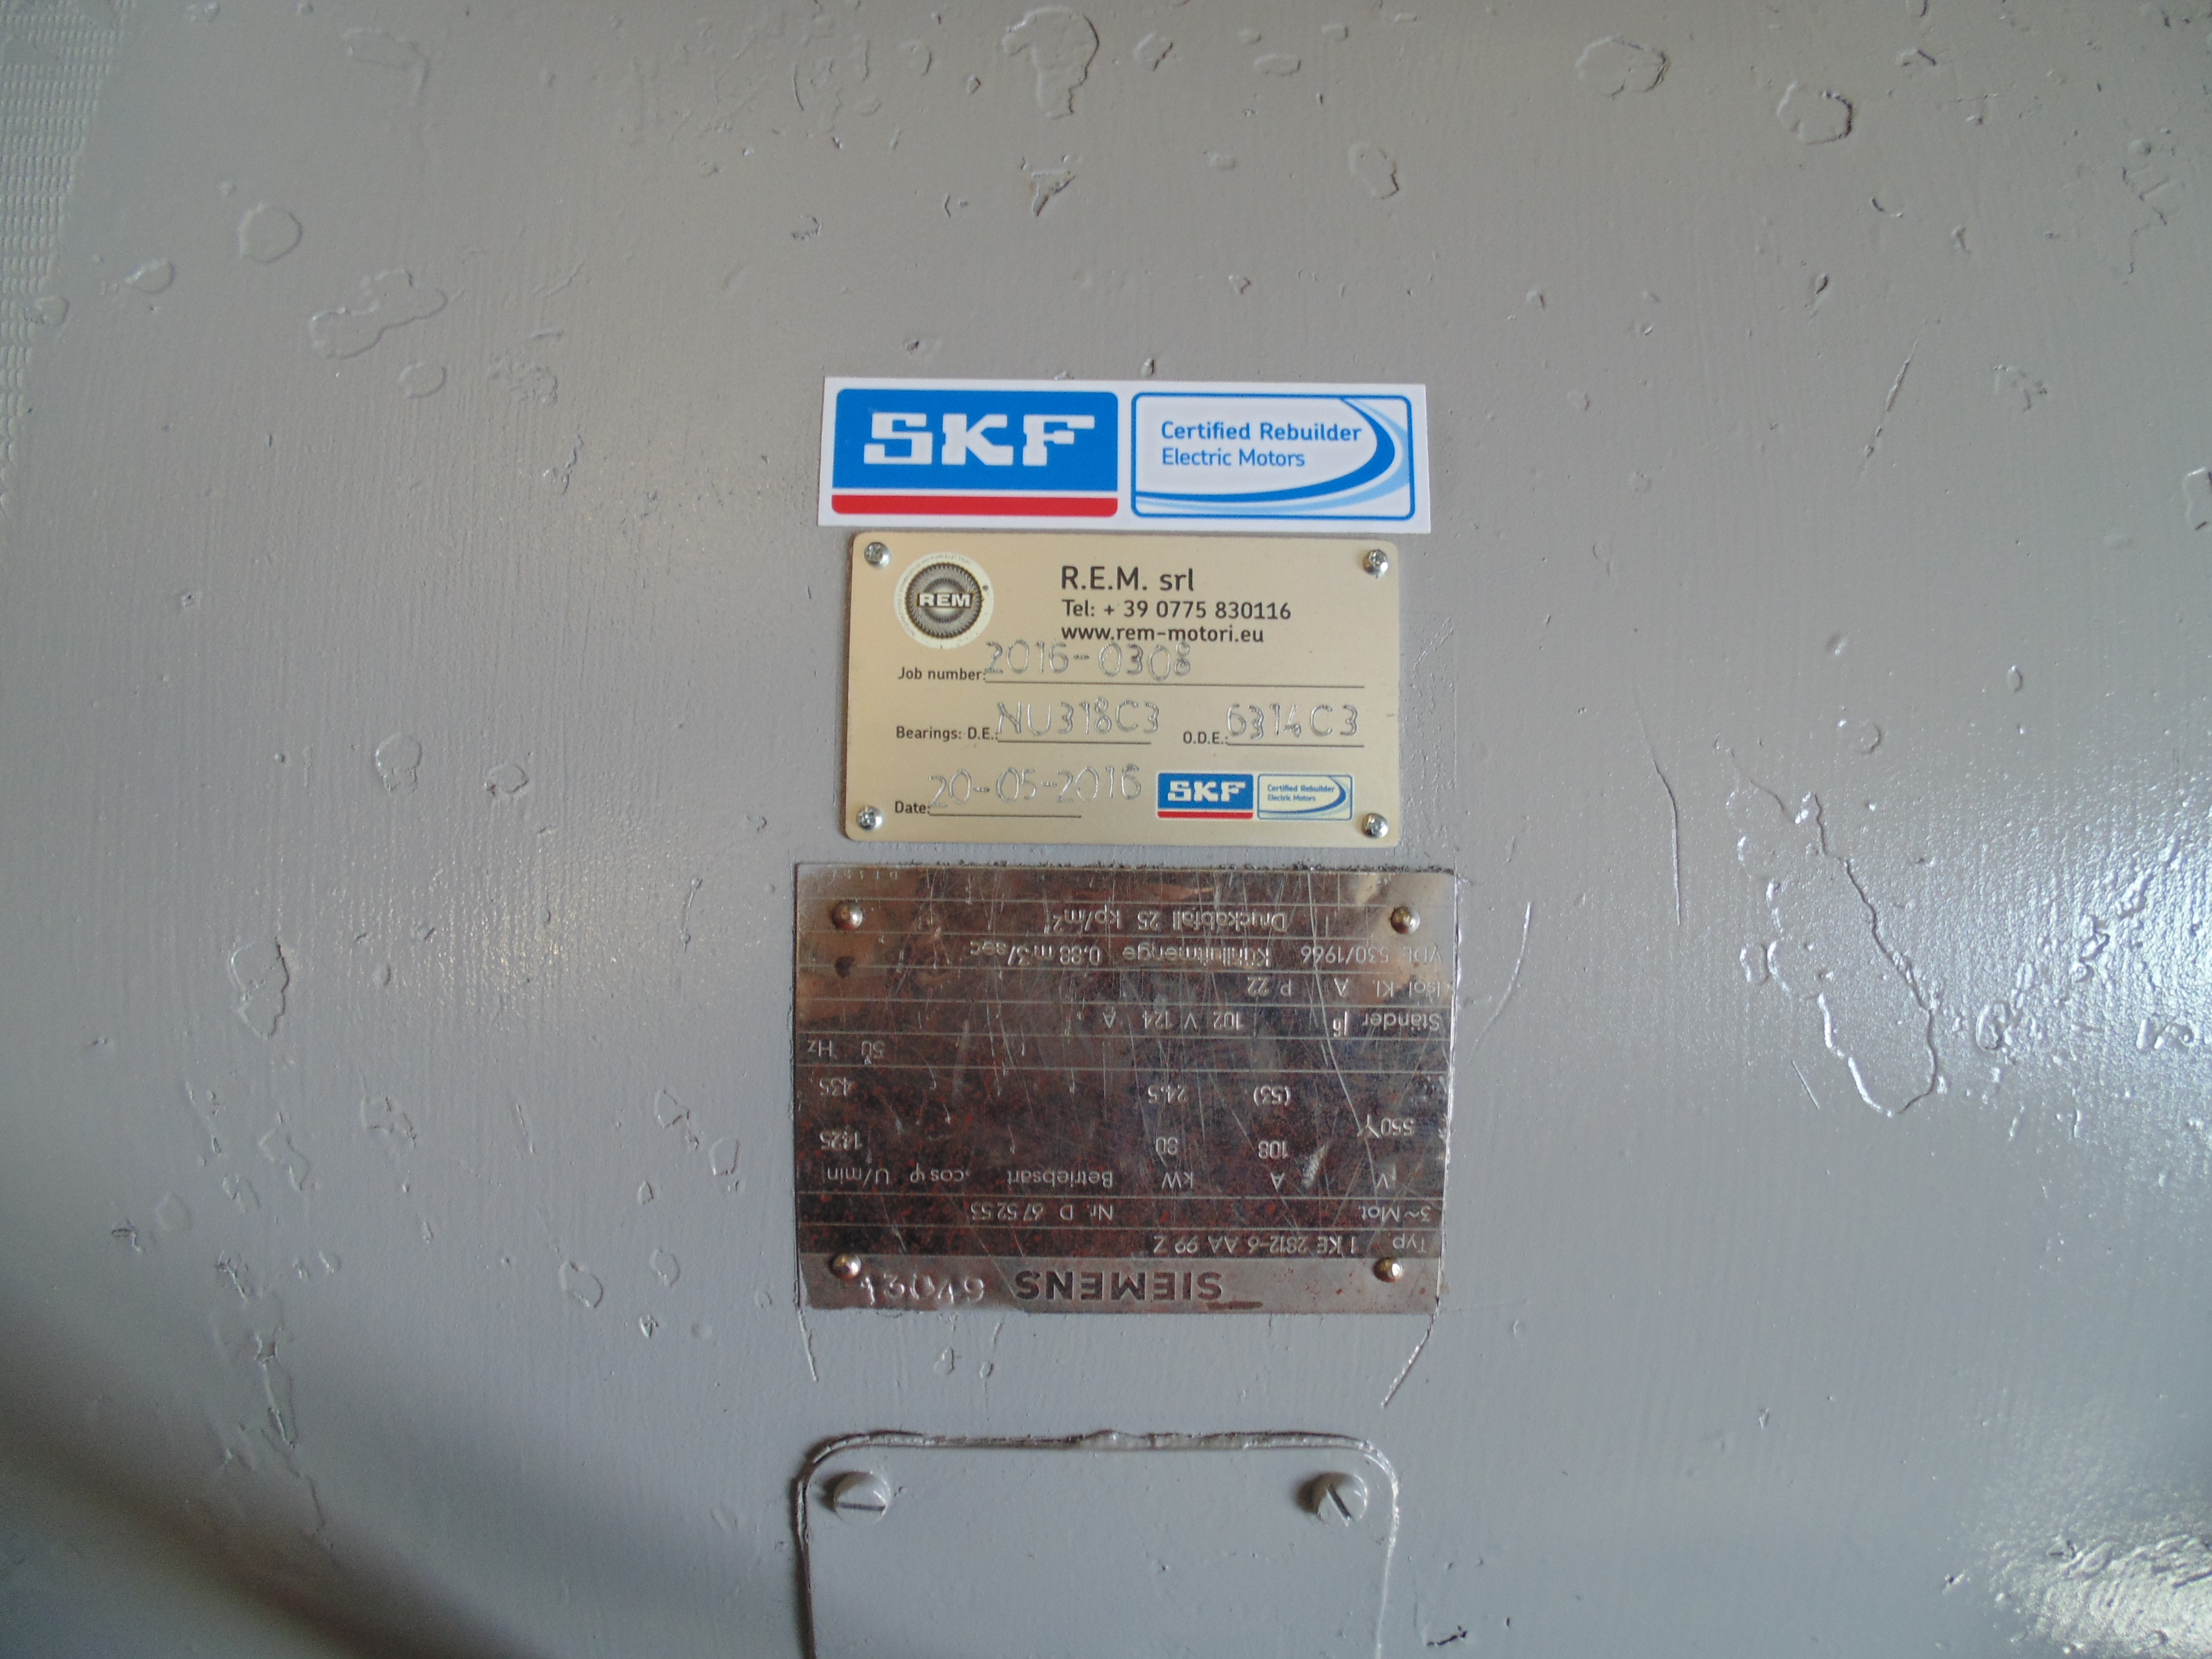 SKF
Certified Rebuilder
Electric Motors
REM
R.E.M. srl
Tel: + 39 0775 830116
www.rem-motori.eu
Job number: 2016-0308
Bearings: D.E.: NU318C3 O.D.E.: 6314C3
Date: 20-05-2016
SKF
Certified Rebuilder
Electric Motors
SIEMENS
Typ 1 KE 2812-6 AA 99 Z
3~Mot. Nr. D 675253
V A kW Betriebsart cos φ U/min
550Y 108 80 1425
(53) 24.5 435
50 Hz
Ständer 102 V 124 A
Isol-Kl. A P 22
VDE 530/1966 Kühlluftmenge 0.88 m3/sec
Druckabfall 25 kp/m2